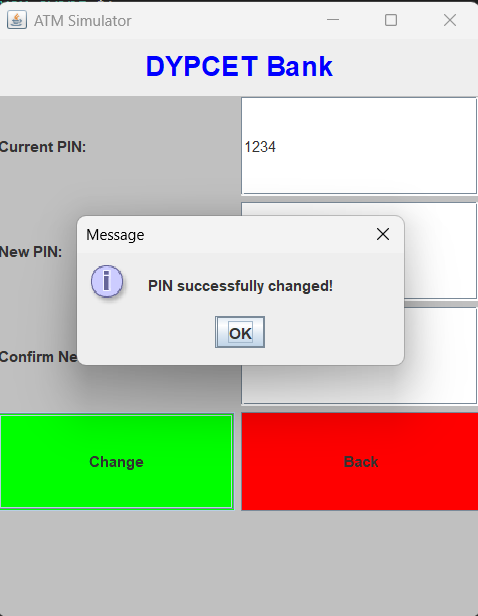 ATM Simulator
DYPCET Bank
Current PIN:
1234
Message
New PIN:
PIN successfully changed!
OK
Confirm Ne
Change
Back